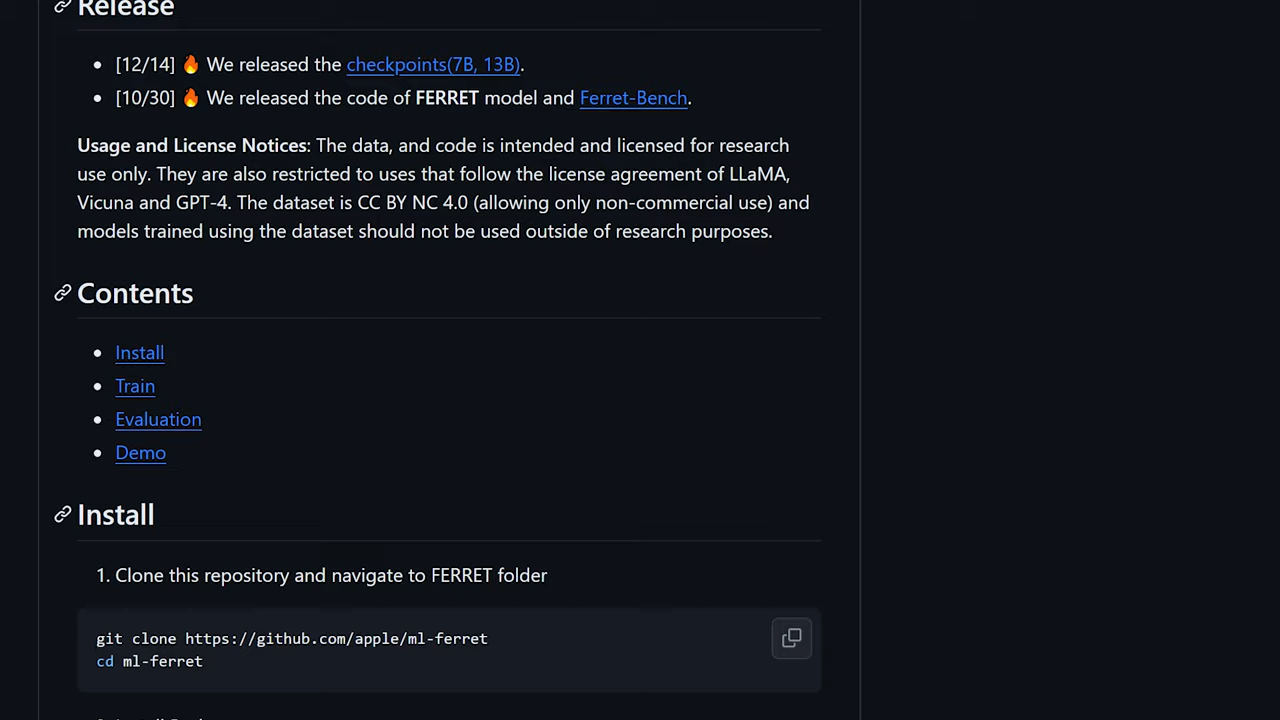 Release
[12/14] 🔥 We released the checkpoints(7B, 13B).
[10/30] 🔥 We released the code of FERRET model and Ferret-Bench.
Usage and License Notices: The data, and code is intended and licensed for research
use only. They are also restricted to uses that follow the license agreement of LLaMA,
Vicuna and GPT-4. The dataset is CC BY NC 4.0 (allowing only non-commercial use) and
models trained using the dataset should not be used outside of research purposes.
Contents
Install
Train
Evaluation
Demo
Install
1. Clone this repository and navigate to FERRET folder
git clone https://github.com/apple/ml-ferret
cd ml-ferret